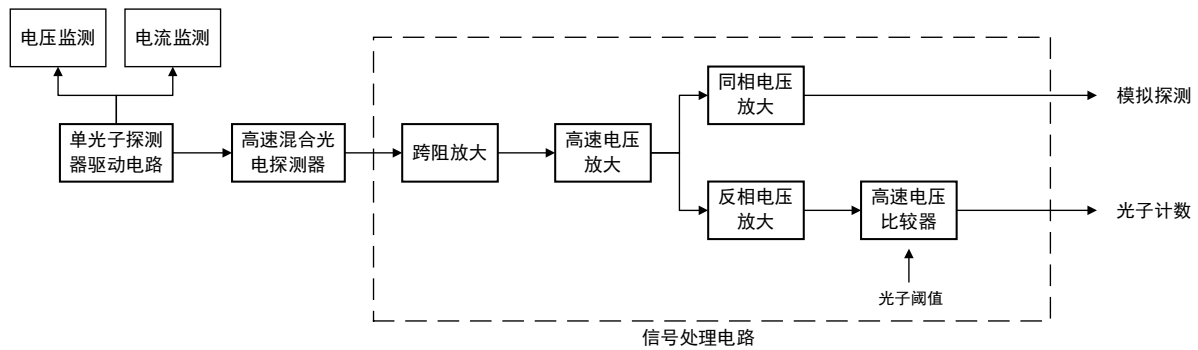 电压监测
电流监测
单光子探测
器驱动电路
高速混合光
电探测器
跨阻放大
高速电压
放大
同相电压
放大
模拟探测
反相电压
放大
高速电压
比较器
光子计数
光子阈值
信号处理电路